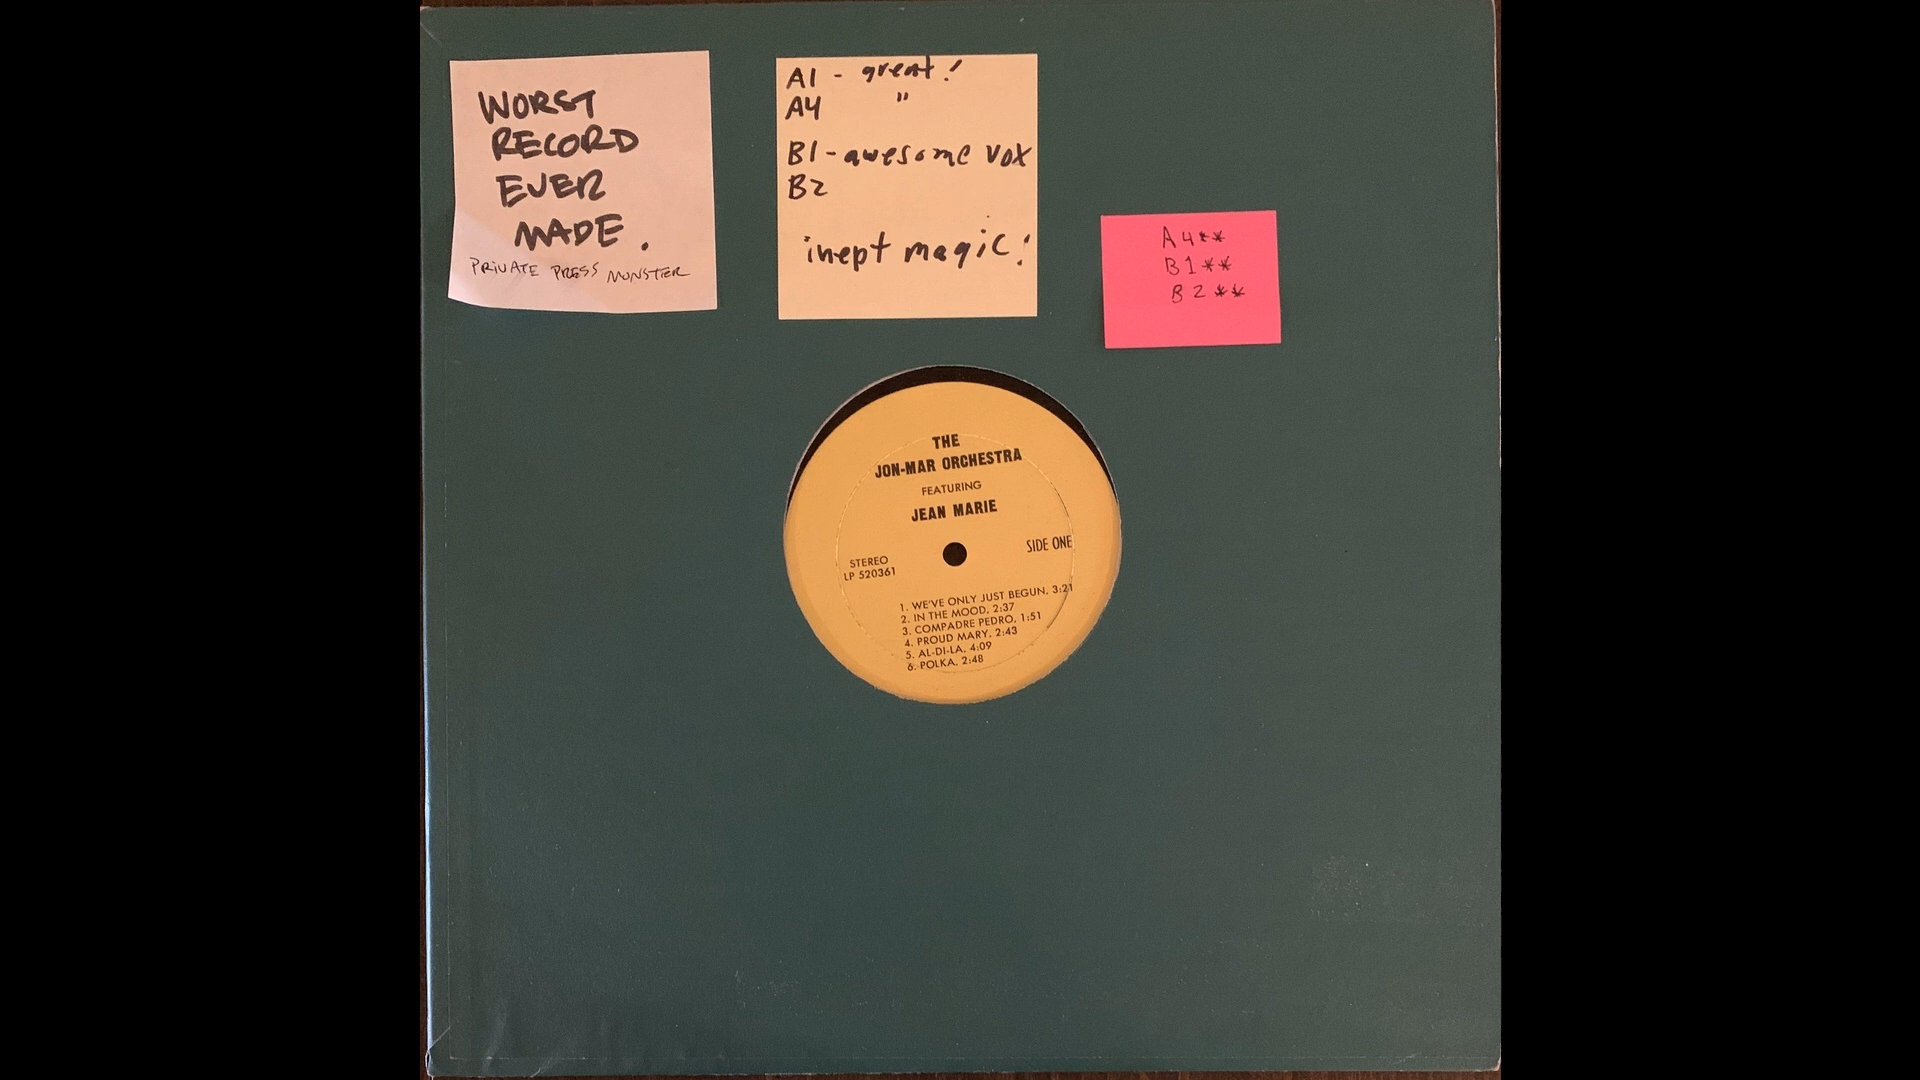 WORST
RECORD
EVER
MADE.
PRIVATE PRESS MONSTER
A1 - great!
A4 "
B1 - awesome vox
B2
inept magic!
A4**
B1**
B2**
THE
JON-MAR ORCHESTRA
FEATURING
JEAN MARIE
SIDE ONE
STEREO
LP 520361
1. WE'VE ONLY JUST BEGUN, 3:21
2. IN THE MOOD, 2:37
3. COMPADRE PEDRO, 1:51
4. PROUD MARY, 2:43
5. AL-DI-LA, 4:09
6. POLKA, 2:48